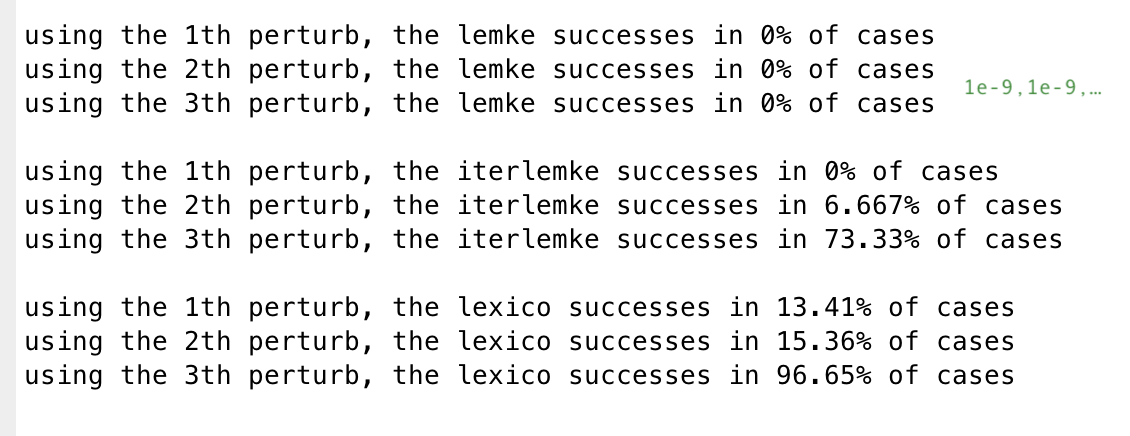 using the 1th perturb, the lemke successes in 0% of cases
using the 2th perturb, the lemke successes in 0% of cases
using the 3th perturb, the lemke successes in 0% of cases
1e-9,1e-9,…
using the 1th perturb, the iterlemke successes in 0% of cases
using the 2th perturb, the iterlemke successes in 6.667% of cases
using the 3th perturb, the iterlemke successes in 73.33% of cases
using the 1th perturb, the lexico successes in 13.41% of cases
using the 2th perturb, the lexico successes in 15.36% of cases
using the 3th perturb, the lexico successes in 96.65% of cases